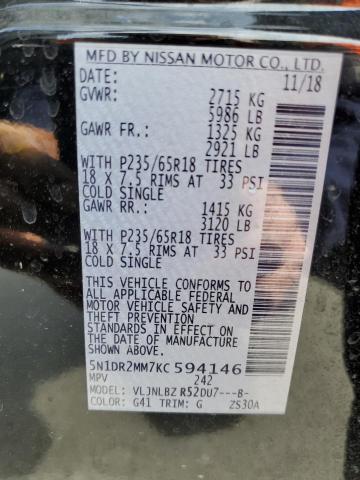 MFD BY NISSAN MOTOR CO., LTD.
DATE: 11/18
GVWR: 2715 KG
5986 LB
GAWR FR.: 1325 KG
2921 LB
WITH P235/65R18 TIRES
18 X 7.5 RIMS AT 33 PSI
COLD SINGLE
GAWR RR.: 1415 KG
3120 LB
WITH P235/65R18 TIRES
18 X 7.5 RIMS AT 33 PSI
COLD SINGLE
THIS VEHICLE CONFORMS TO
ALL APPLICABLE FEDERAL
MOTOR VEHICLE SAFETY, BUMPER,
AND THEFT PREVENTION
STANDARDS IN EFFECT ON
THE DATE OF MANUFACTURE
SHOWN ABOVE.
5N1DR2MM7KC594146
MPV 242
MODEL: VLJNLBZ R52DU7---B-
COLOR: G41 TRIM: G ZS30A